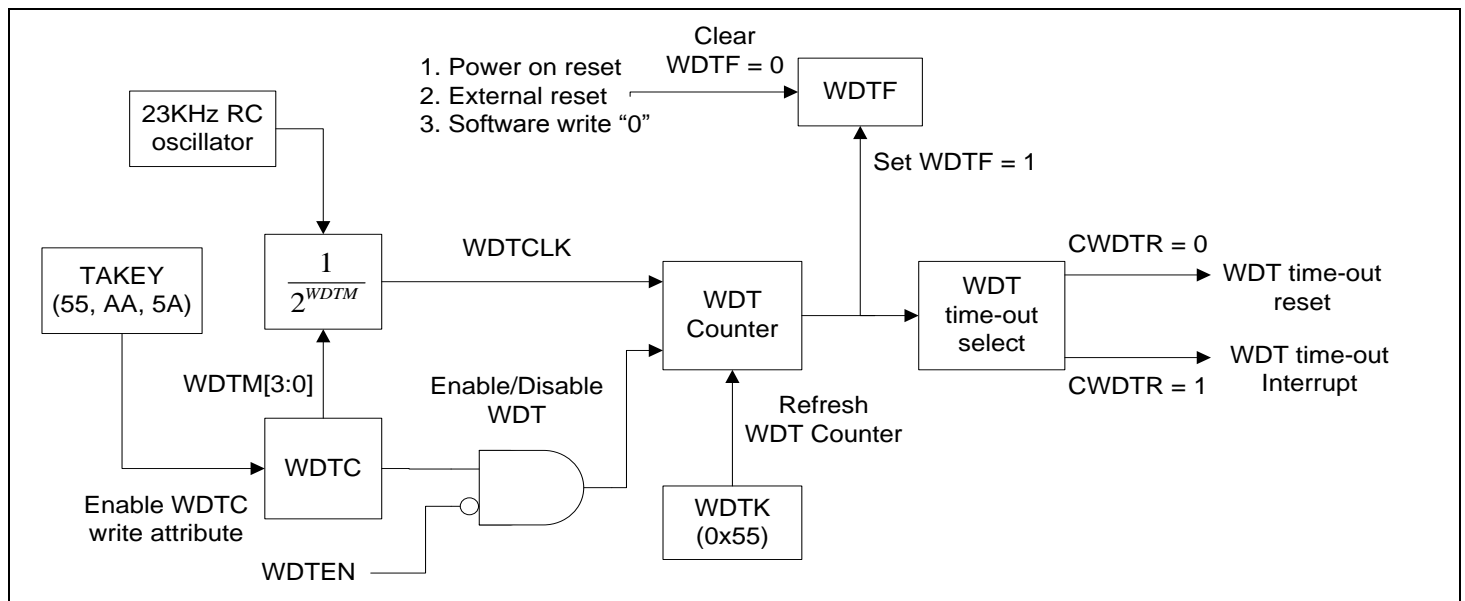 Clear
WDTF = 0
1. Power on reset
2. External reset
3. Software write “0”
WDTF
23KHz RC
oscillator
Set WDTF = 1
TAKEY
(55, AA, 5A)
1
2^WDTM
WDTCLK
WDT
Counter
WDT
time-out
select
CWDTR = 0
WDT time-out
reset
WDT time-out
Interrupt
CWDTR = 1
WDTM[3:0]
Enable/Disable
WDT
Refresh
WDT Counter
WDTC
Enable WDTC
write attribute
WDTK
(0x55)
WDTEN